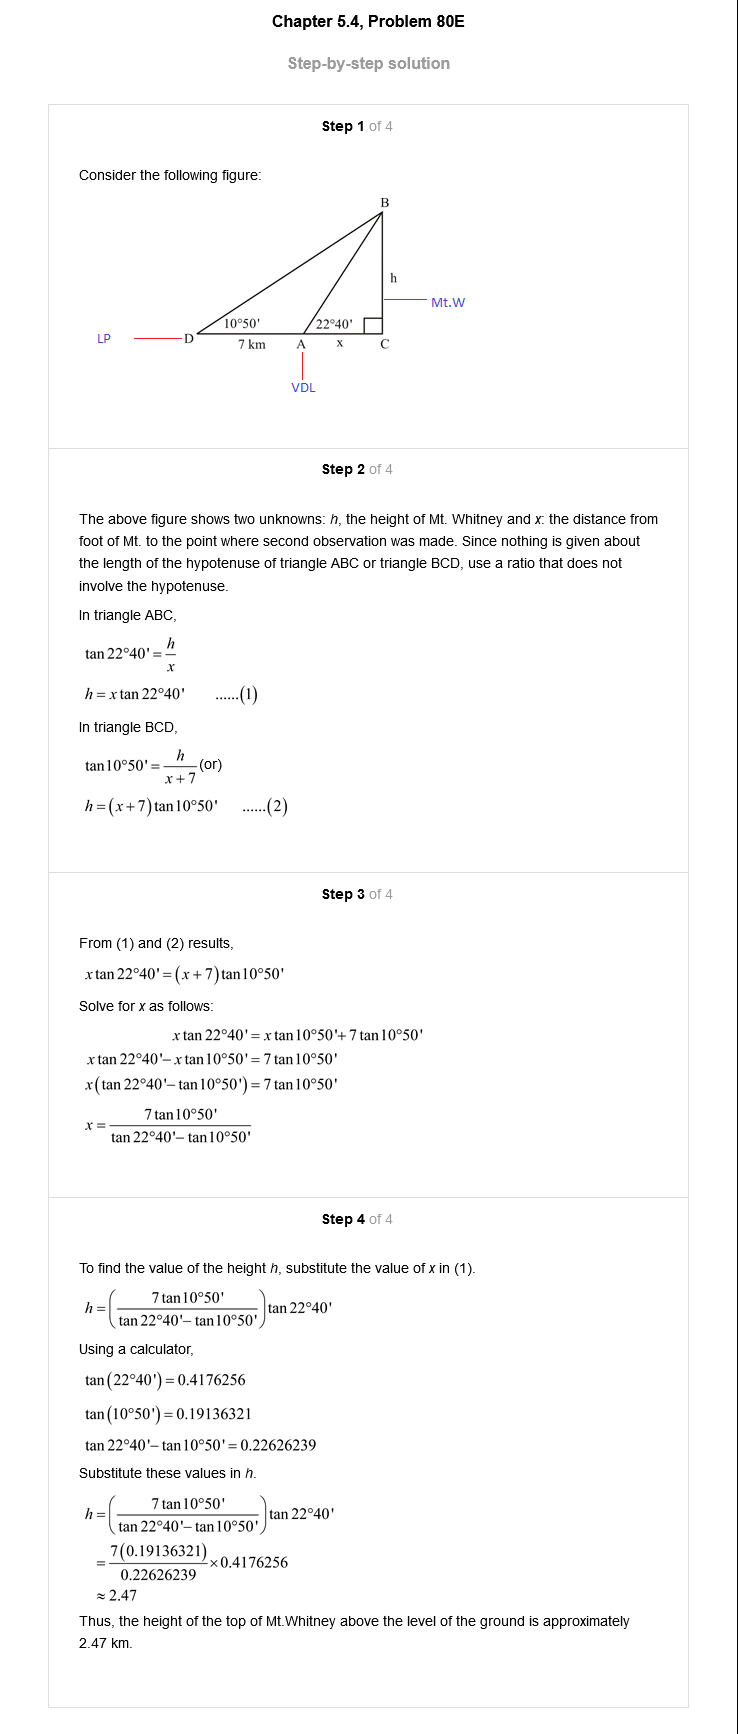 Chapter 5.4, Problem 80E
Step-by-step solution
Step 1 of 4
Consider the following figure:
B
h
Mt.W
10°50'
22°40'
LP
D
7 km
A
x
C
VDL
Step 2 of 4
The above figure shows two unknowns: h, the height of Mt. Whitney and x: the distance from
foot of Mt. to the point where second observation was made. Since nothing is given about
the length of the hypotenuse of triangle ABC or triangle BCD, use a ratio that does not
involve the hypotenuse.
In triangle ABC,
tan 22°40' = h/x
h = x tan 22°40' ......(1)
In triangle BCD,
tan 10°50' = h/(x + 7) (or)
h = (x + 7) tan 10°50' ......(2)
Step 3 of 4
From (1) and (2) results,
x tan 22°40' = (x + 7) tan 10°50'
Solve for x as follows:
x tan 22°40' = x tan 10°50' + 7 tan 10°50'
x tan 22°40' − x tan 10°50' = 7 tan 10°50'
x(tan 22°40' − tan 10°50') = 7 tan 10°50'
x = 7 tan 10°50' / (tan 22°40' − tan 10°50')
Step 4 of 4
To find the value of the height h, substitute the value of x in (1).
h = (7 tan 10°50' / (tan 22°40' − tan 10°50')) tan 22°40'
Using a calculator,
tan (22°40') = 0.4176256
tan (10°50') = 0.19136321
tan 22°40' − tan 10°50' = 0.22626239
Substitute these values in h.
h = (7 tan 10°50' / (tan 22°40' − tan 10°50')) tan 22°40'
= 7(0.19136321) / 0.22626239 × 0.4176256
≈ 2.47
Thus, the height of the top of Mt.Whitney above the level of the ground is approximately
2.47 km.